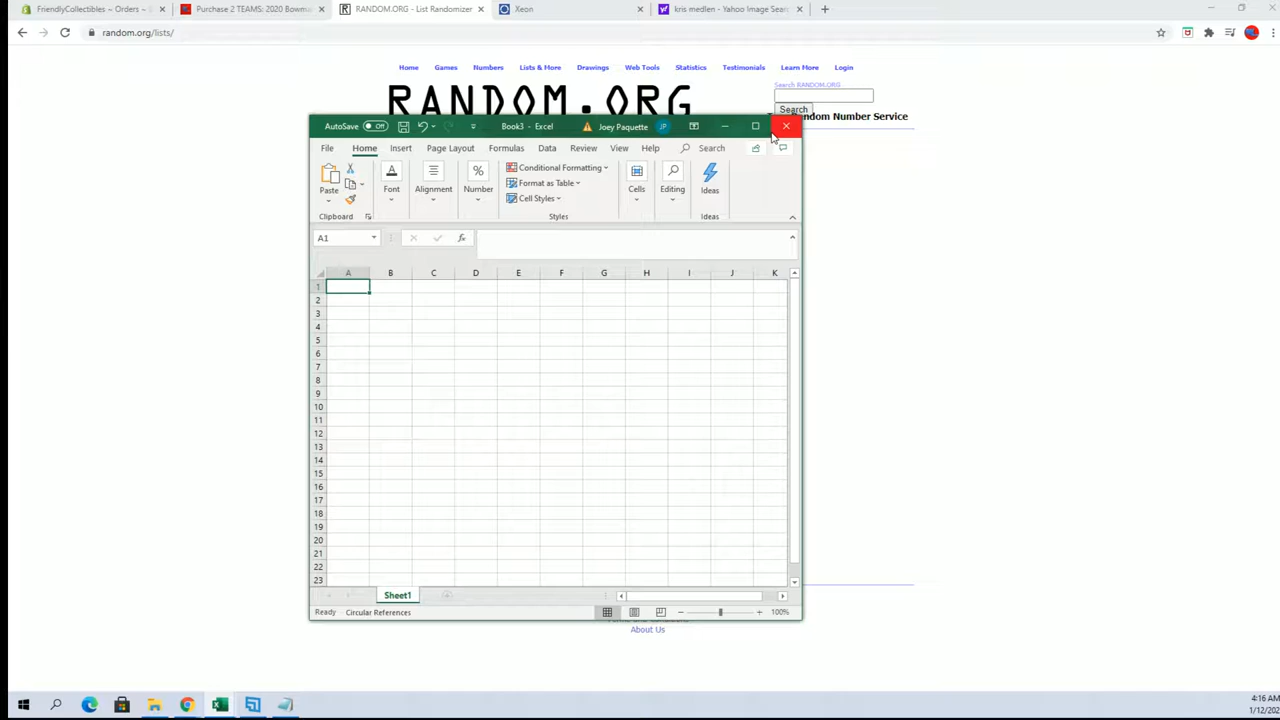 FriendlyCollectibles ~ Orders ~
Purchase 2 TEAMS: 2020 Bowma
RANDOM.ORG - List Randomizer
Xeon
kris medlen - Yahoo Image Sear
random.org/lists/
Home Games Numbers Lists & More Drawings Web Tools Statistics Testimonials Learn More Login
Search RANDOM.ORG
RANDOM.ORG
Search
ndom Number Service
AutoSave Off Book3 - Excel Joey Paquette JP
File Home Insert Page Layout Formulas Data Review View Help Search
Paste Font Alignment Number Conditional Formatting Cells Editing Ideas
Format as Table
Cell Styles
Clipboard Styles Ideas
A1 fx
A B C D E F G H I J K
1
2
3
4
5
6
7
8
9
10
11
12
13
14
15
16
17
18
19
20
21
22
23
Sheet1
Ready Circular References 100%
About Us
4:16 AM
1/12/202